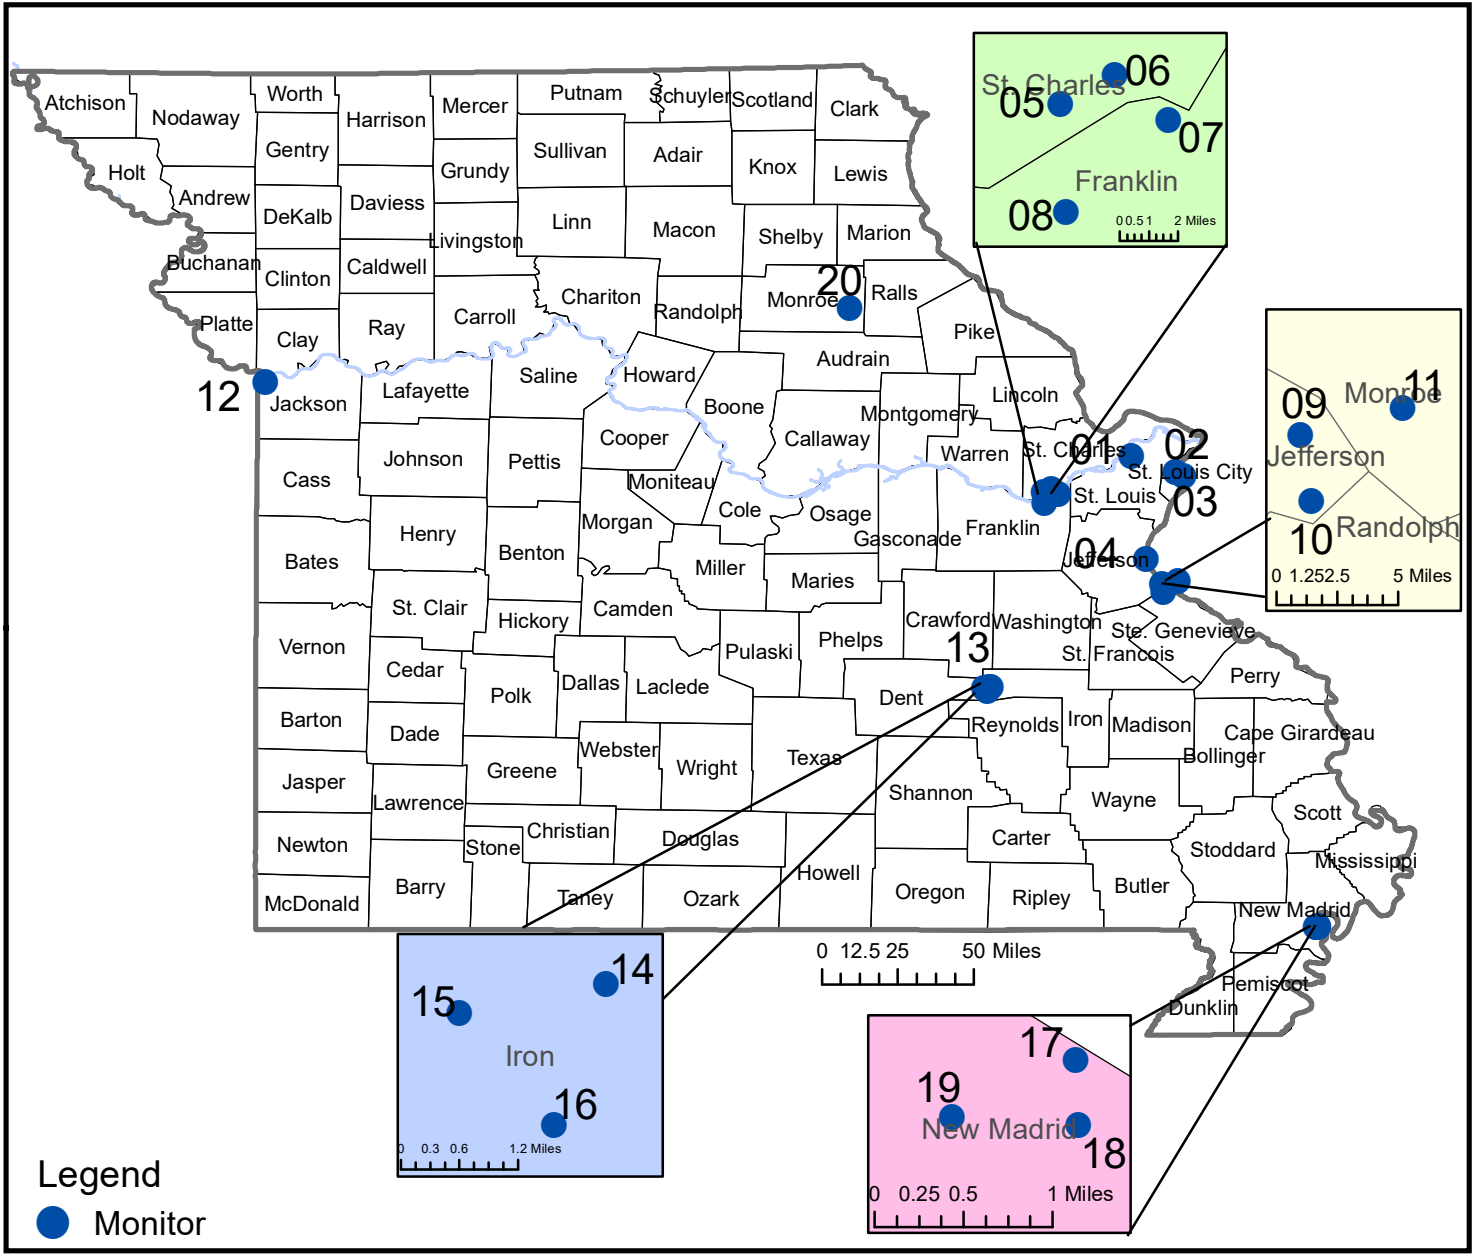 Atchison
Nodaway
Worth
Harrison
Mercer
Putnam
Schuyler
Scotland
Clark
Gentry
Holt
Andrew
DeKalb
Daviess
Grundy
Sullivan
Adair
Knox
Lewis
Linn
Macon
Shelby
Marion
Livingston
Buchanan
Clinton
Caldwell
Chariton
Randolph
Monroe
20
Ralls
Platte
Clay
Ray
Carroll
Pike
Audrain
12
Jackson
Lafayette
Saline
Howard
Boone
Callaway
Montgomery
Lincoln
Cooper
Warren
St. Charles
01
02
St. Louis City
03
St. Louis
Cass
Johnson
Pettis
Moniteau
Cole
Osage
Gasconade
Franklin
Morgan
Henry
Benton
Bates
Miller
Maries
04
Jefferson
St. Clair
Hickory
Camden
Crawford
Washington
Ste. Genevieve
St. Francois
Vernon
Cedar
Pulaski
Phelps
13
Perry
Polk
Dallas
Laclede
Dent
Barton
Dade
Reynolds
Iron
Madison
Cape Girardeau
Bollinger
Webster
Texas
Jasper
Greene
Wright
Shannon
Wayne
Scott
Lawrence
Christian
Douglas
Carter
Stoddard
Mississippi
Newton
Stone
McDonald
Barry
Taney
Ozark
Howell
Oregon
Ripley
Butler
New Madrid
Pemiscot
Dunklin
0 12.5 25 50 Miles
St. Charles
05
06
07
Franklin
08
0 0.5 1 2 Miles
09
Monroe
11
Jefferson
10
Randolph
0 1.25 2.5 5 Miles
14
15
Iron
16
0 0.3 0.6 1.2 Miles
17
19
New Madrid
18
0 0.25 0.5 1 Miles
Legend
Monitor